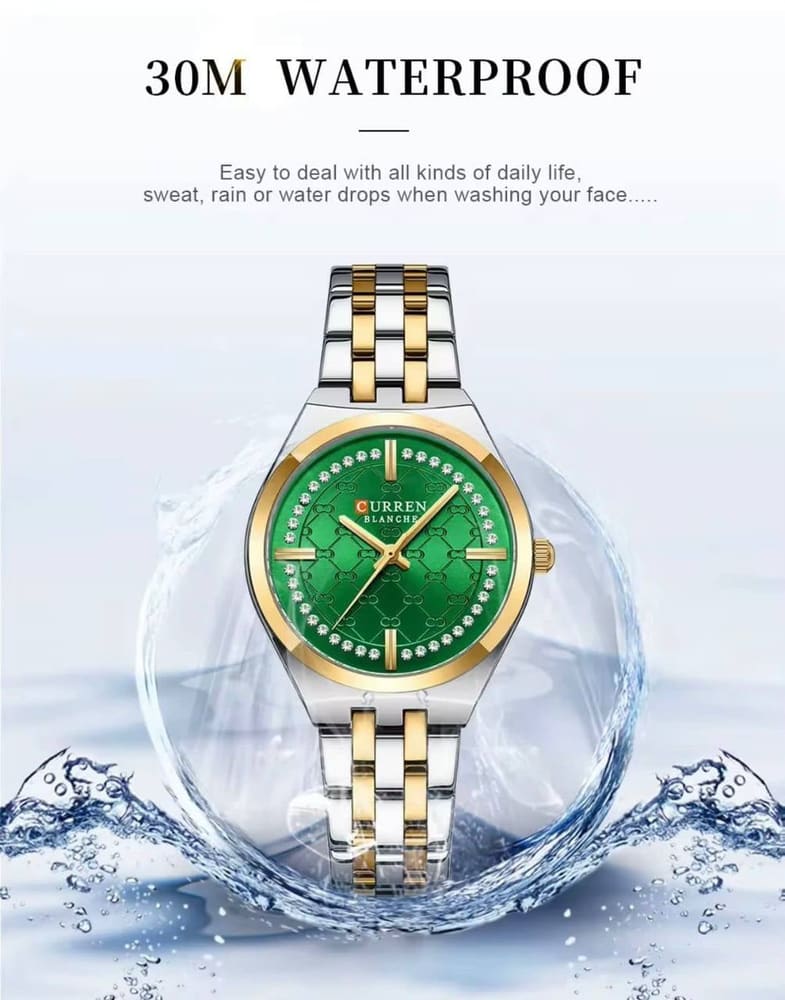 30M WATERPROOF
Easy to deal with all kinds of daily life,
sweat, rain or water drops when washing your face.....
CURREN
BLANCHE